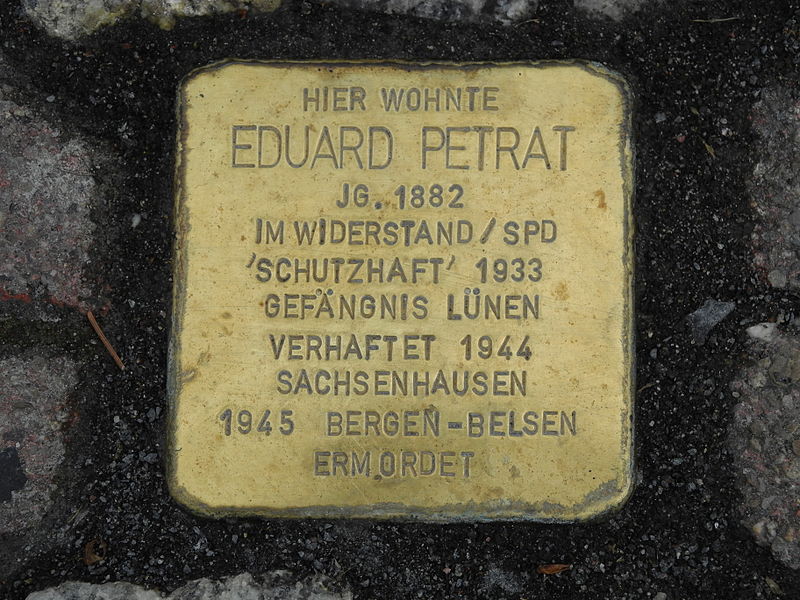 HIER WOHNTE
EDUARD PETRAT
JG. 1882
IM WIDERSTAND / SPD
'SCHUTZHAFT' 1933
GEFÄNGNIS LÜNEN
VERHAFTET 1944
SACHSENHAUSEN
1945 BERGEN-BELSEN
ERMORDET